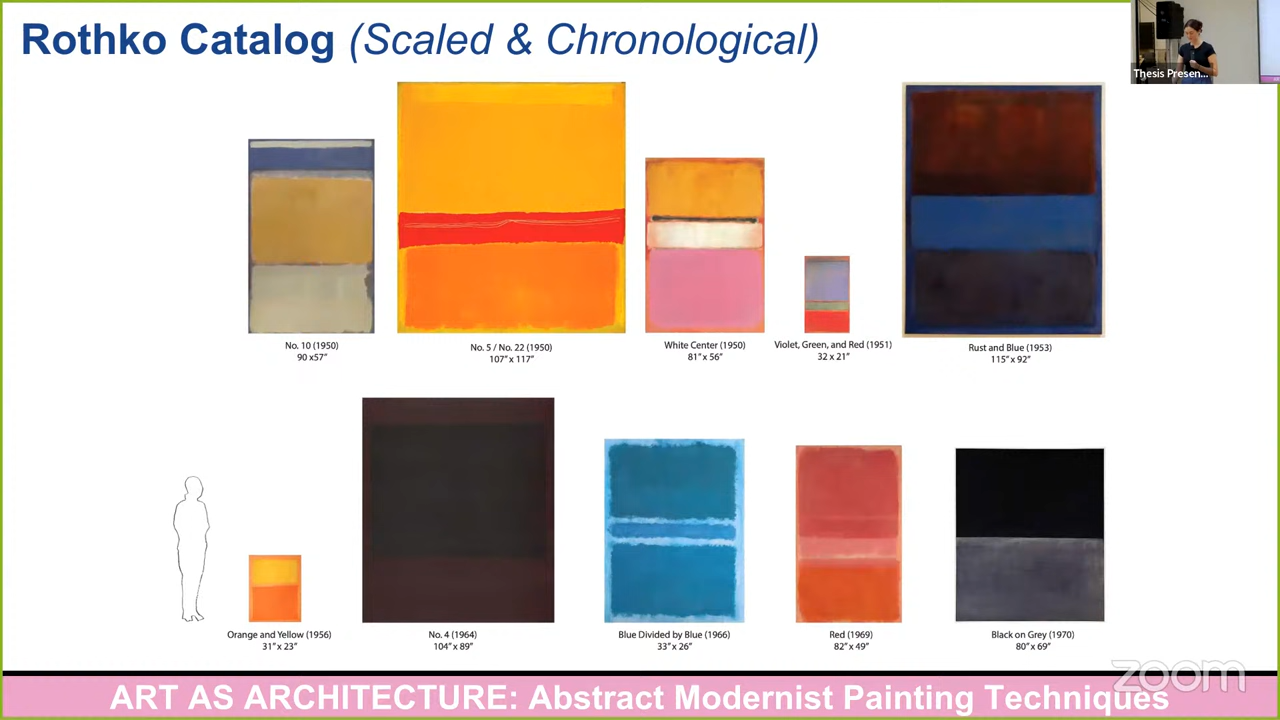 Rothko Catalog (Scaled & Chronological)
Thesis Presen...
No. 10 (1950)
90 x57”
No. 5 / No. 22 (1950)
107” x 117”
White Center (1950)
81” x 56”
Violet, Green, and Red (1951)
32 x 21”
Rust and Blue (1953)
115” x 92”
Orange and Yellow (1956)
31” x 23”
No. 4 (1964)
104” x 89”
Blue Divided by Blue (1966)
33” x 26”
Red (1969)
82” x 49”
Black on Grey (1970)
80” x 69”
zoom
ART AS ARCHITECTURE: Abstract Modernist Painting Techniques